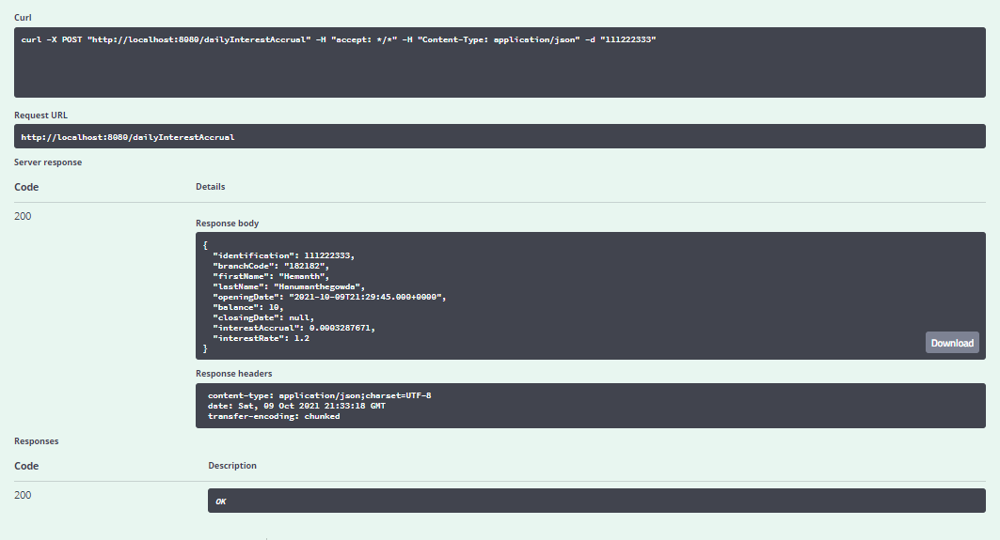 Curl
curl -X POST "http://localhost:8080/dailyInterestAccrual" -H "accept: */*" -H "Content-Type: application/json" -d "111222333"
Request URL
http://localhost:8080/dailyInterestAccrual
Server response
Code Details
200
Response body
{
"identification": 111222333,
"branchCode": "182182",
"firstName": "Hemanth",
"lastName": "Hanumanthegowda",
"openingDate": "2021-10-09T21:29:45.000+0000",
"balance": 10,
"closingDate": null,
"interestAccrual": 0.0003287671,
"interestRate": 1.2
}
Download
Response headers
content-type: application/json;charset=UTF-8
date: Sat, 09 Oct 2021 21:33:18 GMT
transfer-encoding: chunked
Responses
Code Description
200
OK